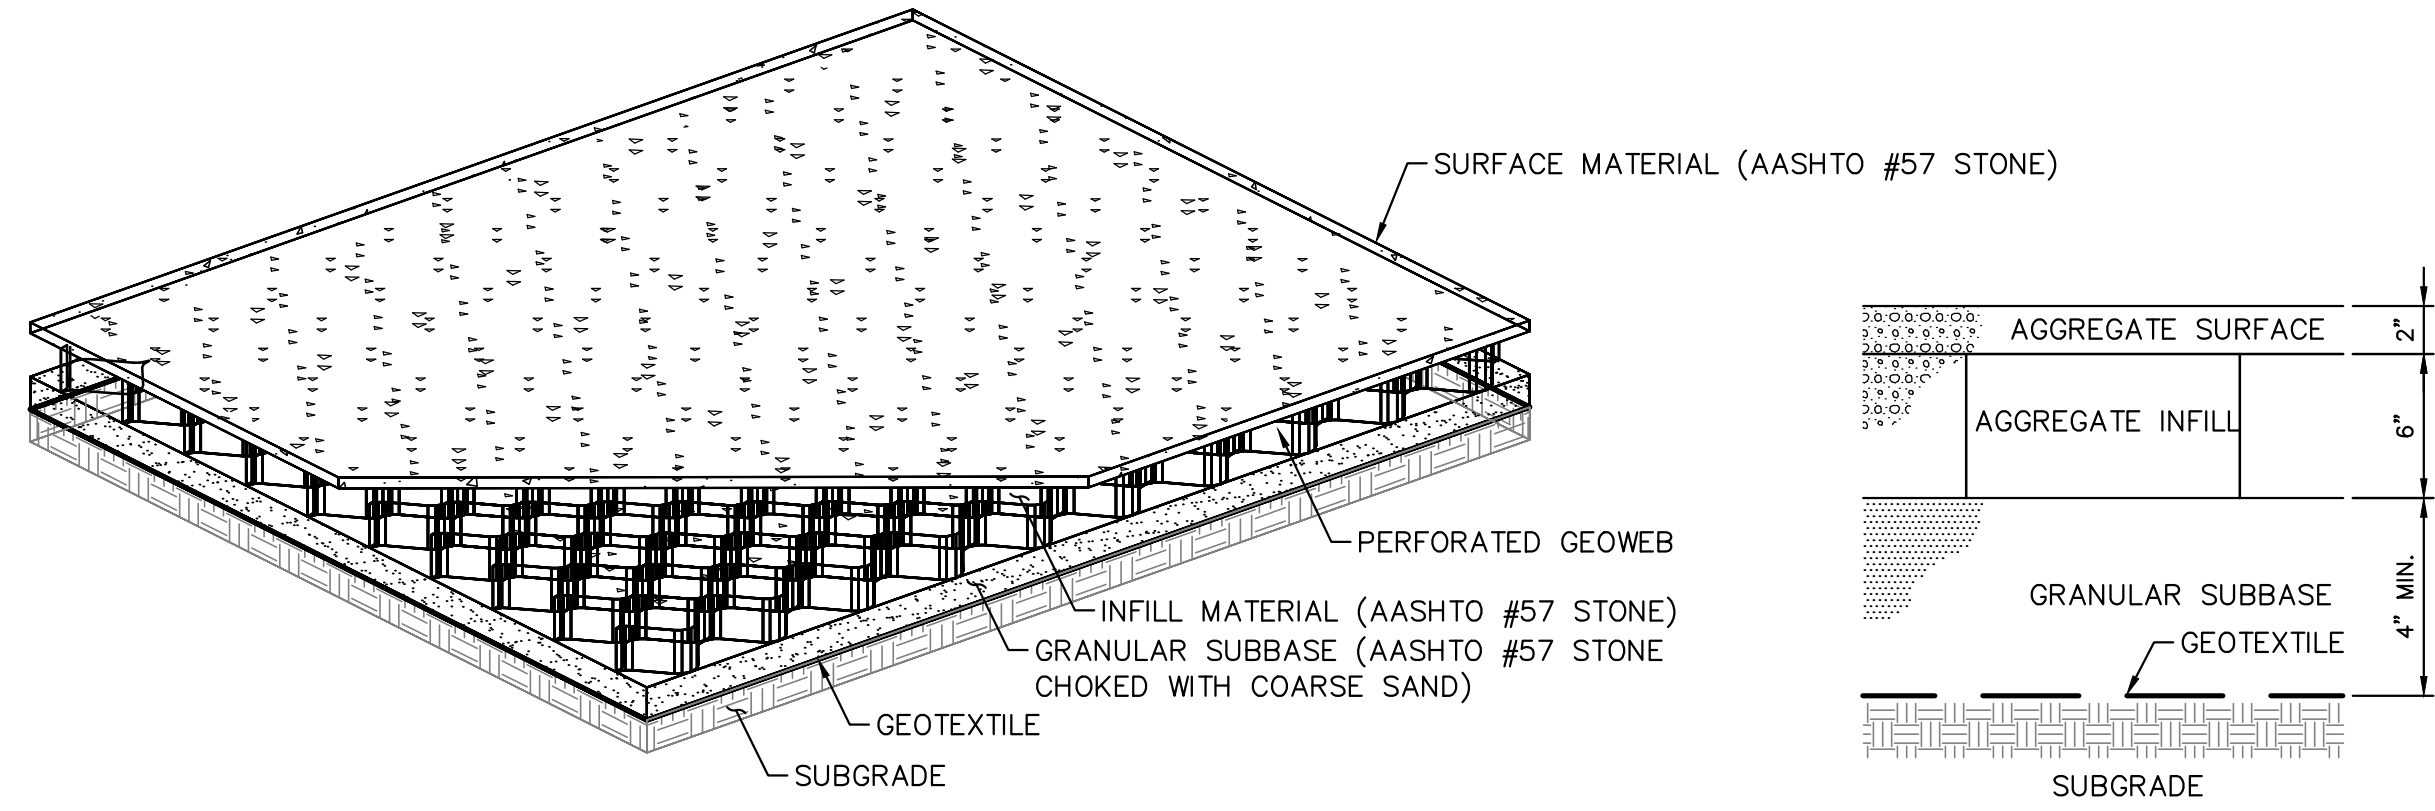 SURFACE MATERIAL (AASHTO #57 STONE)
PERFORATED GEOWEB
INFILL MATERIAL (AASHTO #57 STONE)
GRANULAR SUBBASE (AASHTO #57 STONE
CHOKED WITH COARSE SAND)
GEOTEXTILE
SUBGRADE
AGGREGATE SURFACE
2"
AGGREGATE INFILL
6"
GRANULAR SUBBASE
4" MIN.
GEOTEXTILE
SUBGRADE